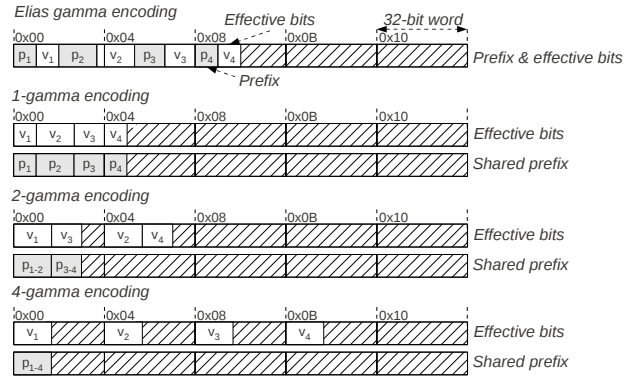 Elias gamma encoding
Effective bits
32-bit word
0x00 0x04 0x08 0x0B 0x10
p1 v1 p2 v2 p3 v3 p4 v4
Prefix & effective bits
Prefix
1-gamma encoding
0x00 0x04 0x08 0x0B 0x10
v1 v2 v3 v4
Effective bits
p1 p2 p3 p4
Shared prefix
2-gamma encoding
0x00 0x04 0x08 0x0B 0x10
v1 v3 v2 v4
Effective bits
p1-2 p3-4
Shared prefix
4-gamma encoding
0x00 0x04 0x08 0x0B 0x10
v1 v2 v3 v4
Effective bits
p1-4
Shared prefix